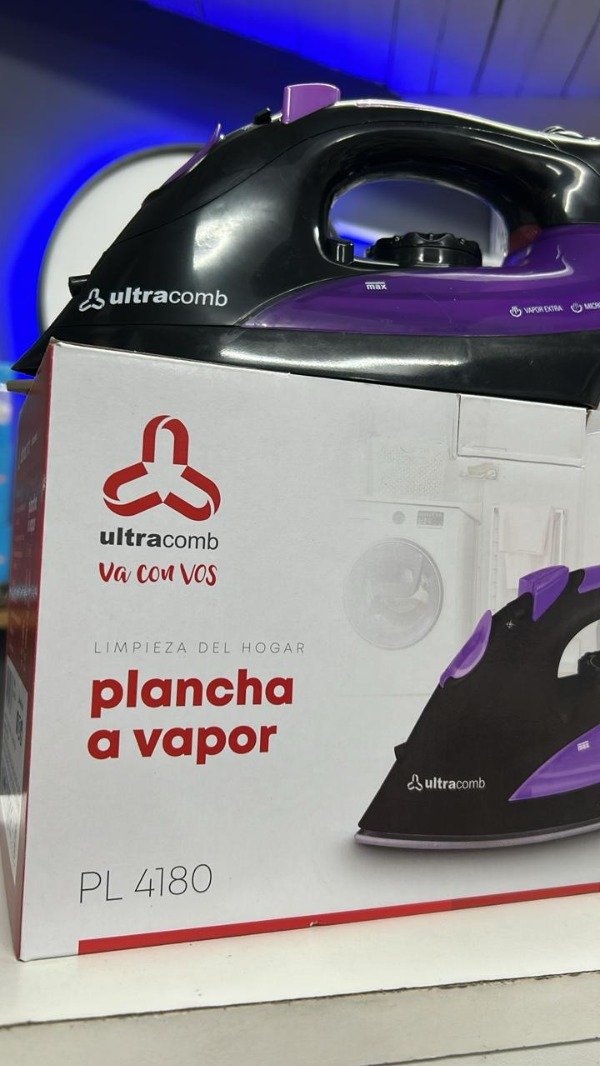 ultracomb
max
VAPOR EXTRA
ultracomb
va con vos
LIMPIEZA DEL HOGAR
plancha
a vapor
ultracomb
PL 4180